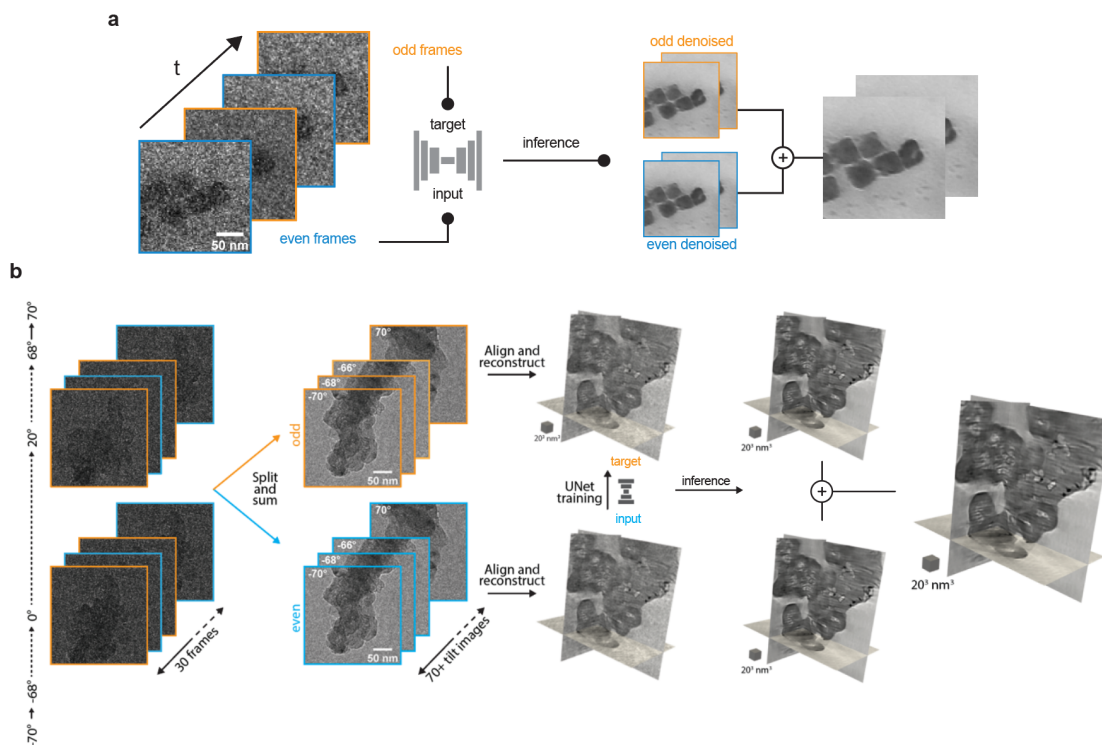 a
t
50 nm
odd frames
target
input
even frames
inference
odd denoised
even denoised
b
-70° -68° 0° 20° 68° 70°
30 frames
Split
and
sum
odd
70°
-66°
-68°
-70°
50 nm
even
70°
-66°
-68°
-70°
50 nm
70+ tilt images
Align and
reconstruct
20³ nm³
target
UNet
training
input
Align and
reconstruct
inference
20³ nm³
20³ nm³
20³ nm³
20³ nm³